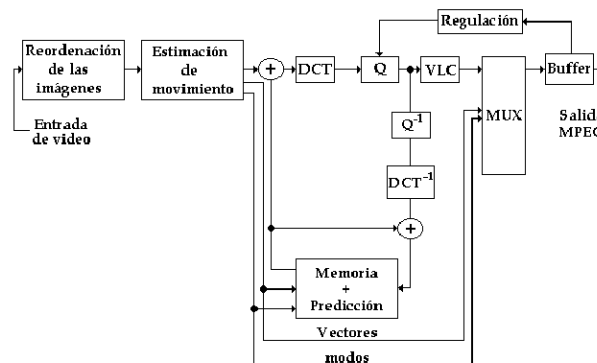 Regulación
Reordenación
de las
imágenes
Estimación
de
movimiento
+
DCT
Q
VLC
MUX
Buffer
Entrada
de video
Q⁻¹
Salid
MPEG
DCT⁻¹
+
Memoria
+
Predicción
Vectores
modos